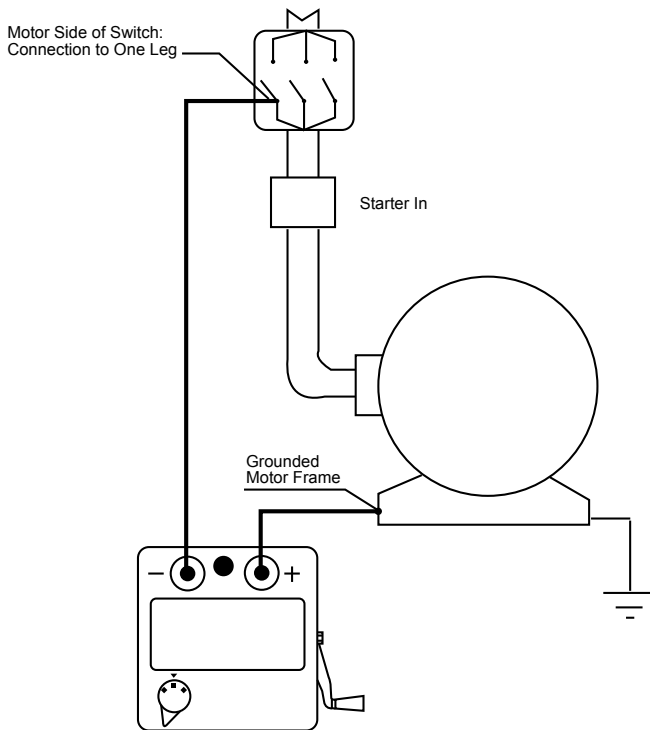 Motor Side of Switch:
Connection to One Leg
Starter In
Grounded
Motor Frame
− +